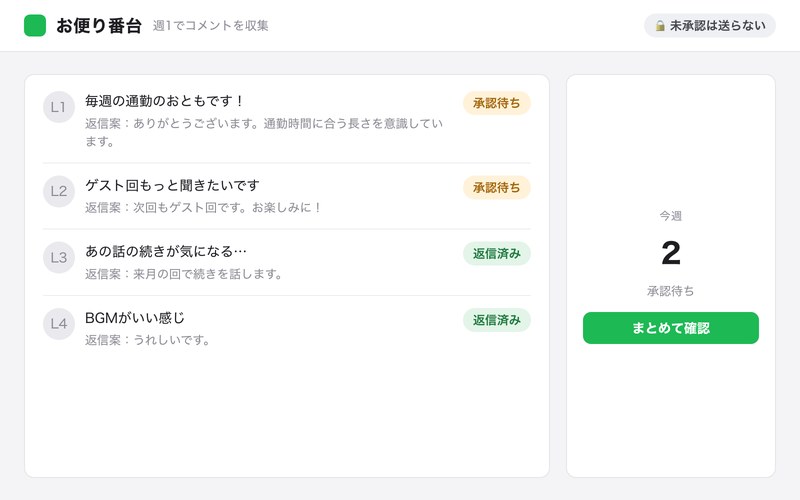 お便り番台 週1でコメントを収集
🔒 未承認は送らない
L1 毎週の通勤のおともです！ 承認待ち
返信案：ありがとうございます。通勤時間に合う長さを意識してい
ます。
L2 ゲスト回もっと聞きたいです 承認待ち
返信案：次回もゲスト回です。お楽しみに！
L3 あの話の続きが気になる… 返信済み
返信案：来月の回で続きを話します。
L4 BGMがいい感じ 返信済み
返信案：うれしいです。
今週
2
承認待ち
まとめて確認